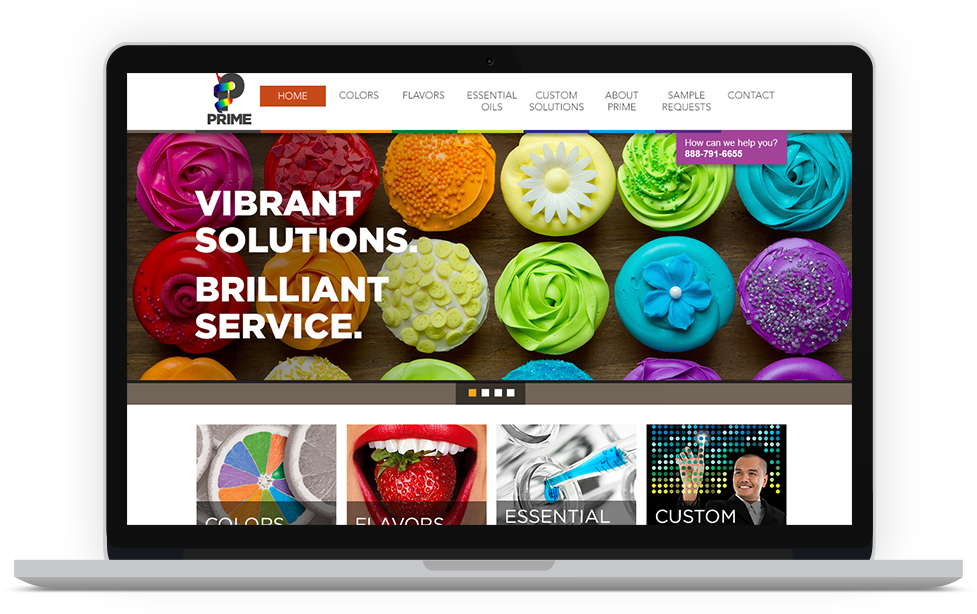 PRIME
HOME
COLORS
FLAVORS
ESSENTIAL
OILS
CUSTOM
SOLUTIONS
ABOUT
PRIME
SAMPLE
REQUESTS
CONTACT
How can we help you?
888-791-6655
VIBRANT
SOLUTIONS.
BRILLIANT
SERVICE.
COLORS
FLAVORS
ESSENTIAL
CUSTOM